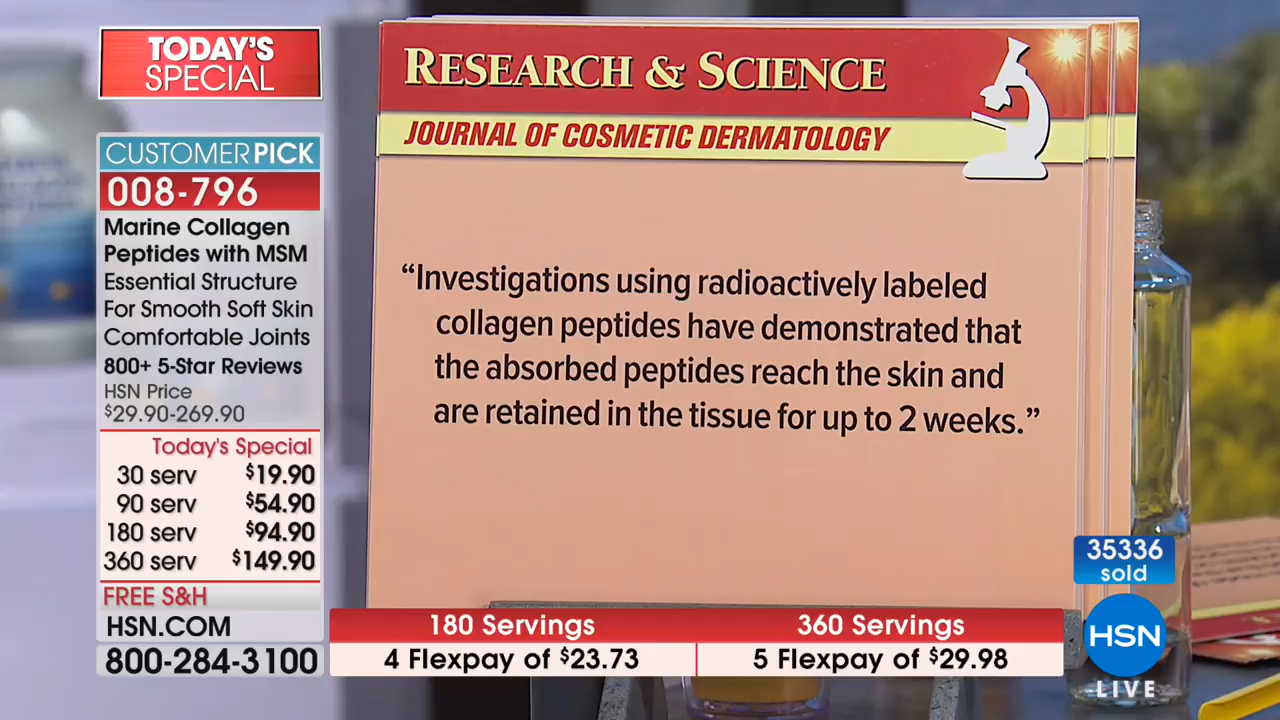 TODAY'S
SPECIAL
CUSTOMER PICK
008-796
Marine Collagen
Peptides with MSM
Essential Structure
For Smooth Soft Skin
Comfortable Joints
800+ 5-Star Reviews
HSN Price
$29.90-269.90
Today's Special
30 serv $19.90
90 serv $54.90
180 serv $94.90
360 serv $149.90
FREE S&H
HSN.COM
800-284-3100
RESEARCH & SCIENCE
JOURNAL OF COSMETIC DERMATOLOGY
“Investigations using radioactively labeled
collagen peptides have demonstrated that
the absorbed peptides reach the skin and
are retained in the tissue for up to 2 weeks.”
35336
sold
180 Servings 360 Servings
4 Flexpay of $23.73 5 Flexpay of $29.98
HSN
LIVE